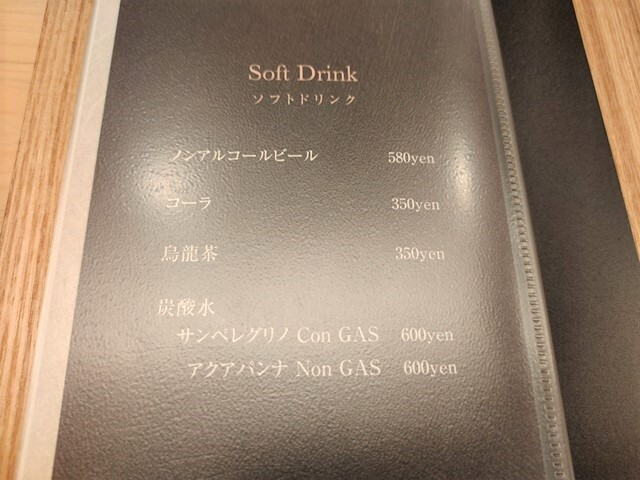 Soft Drink
ソフトドリンク
ノンアルコールビール 580yen
コーラ 350yen
烏龍茶 350yen
炭酸水
サンペレグリノ Con GAS 600yen
アクアパンナ Non GAS 600yen